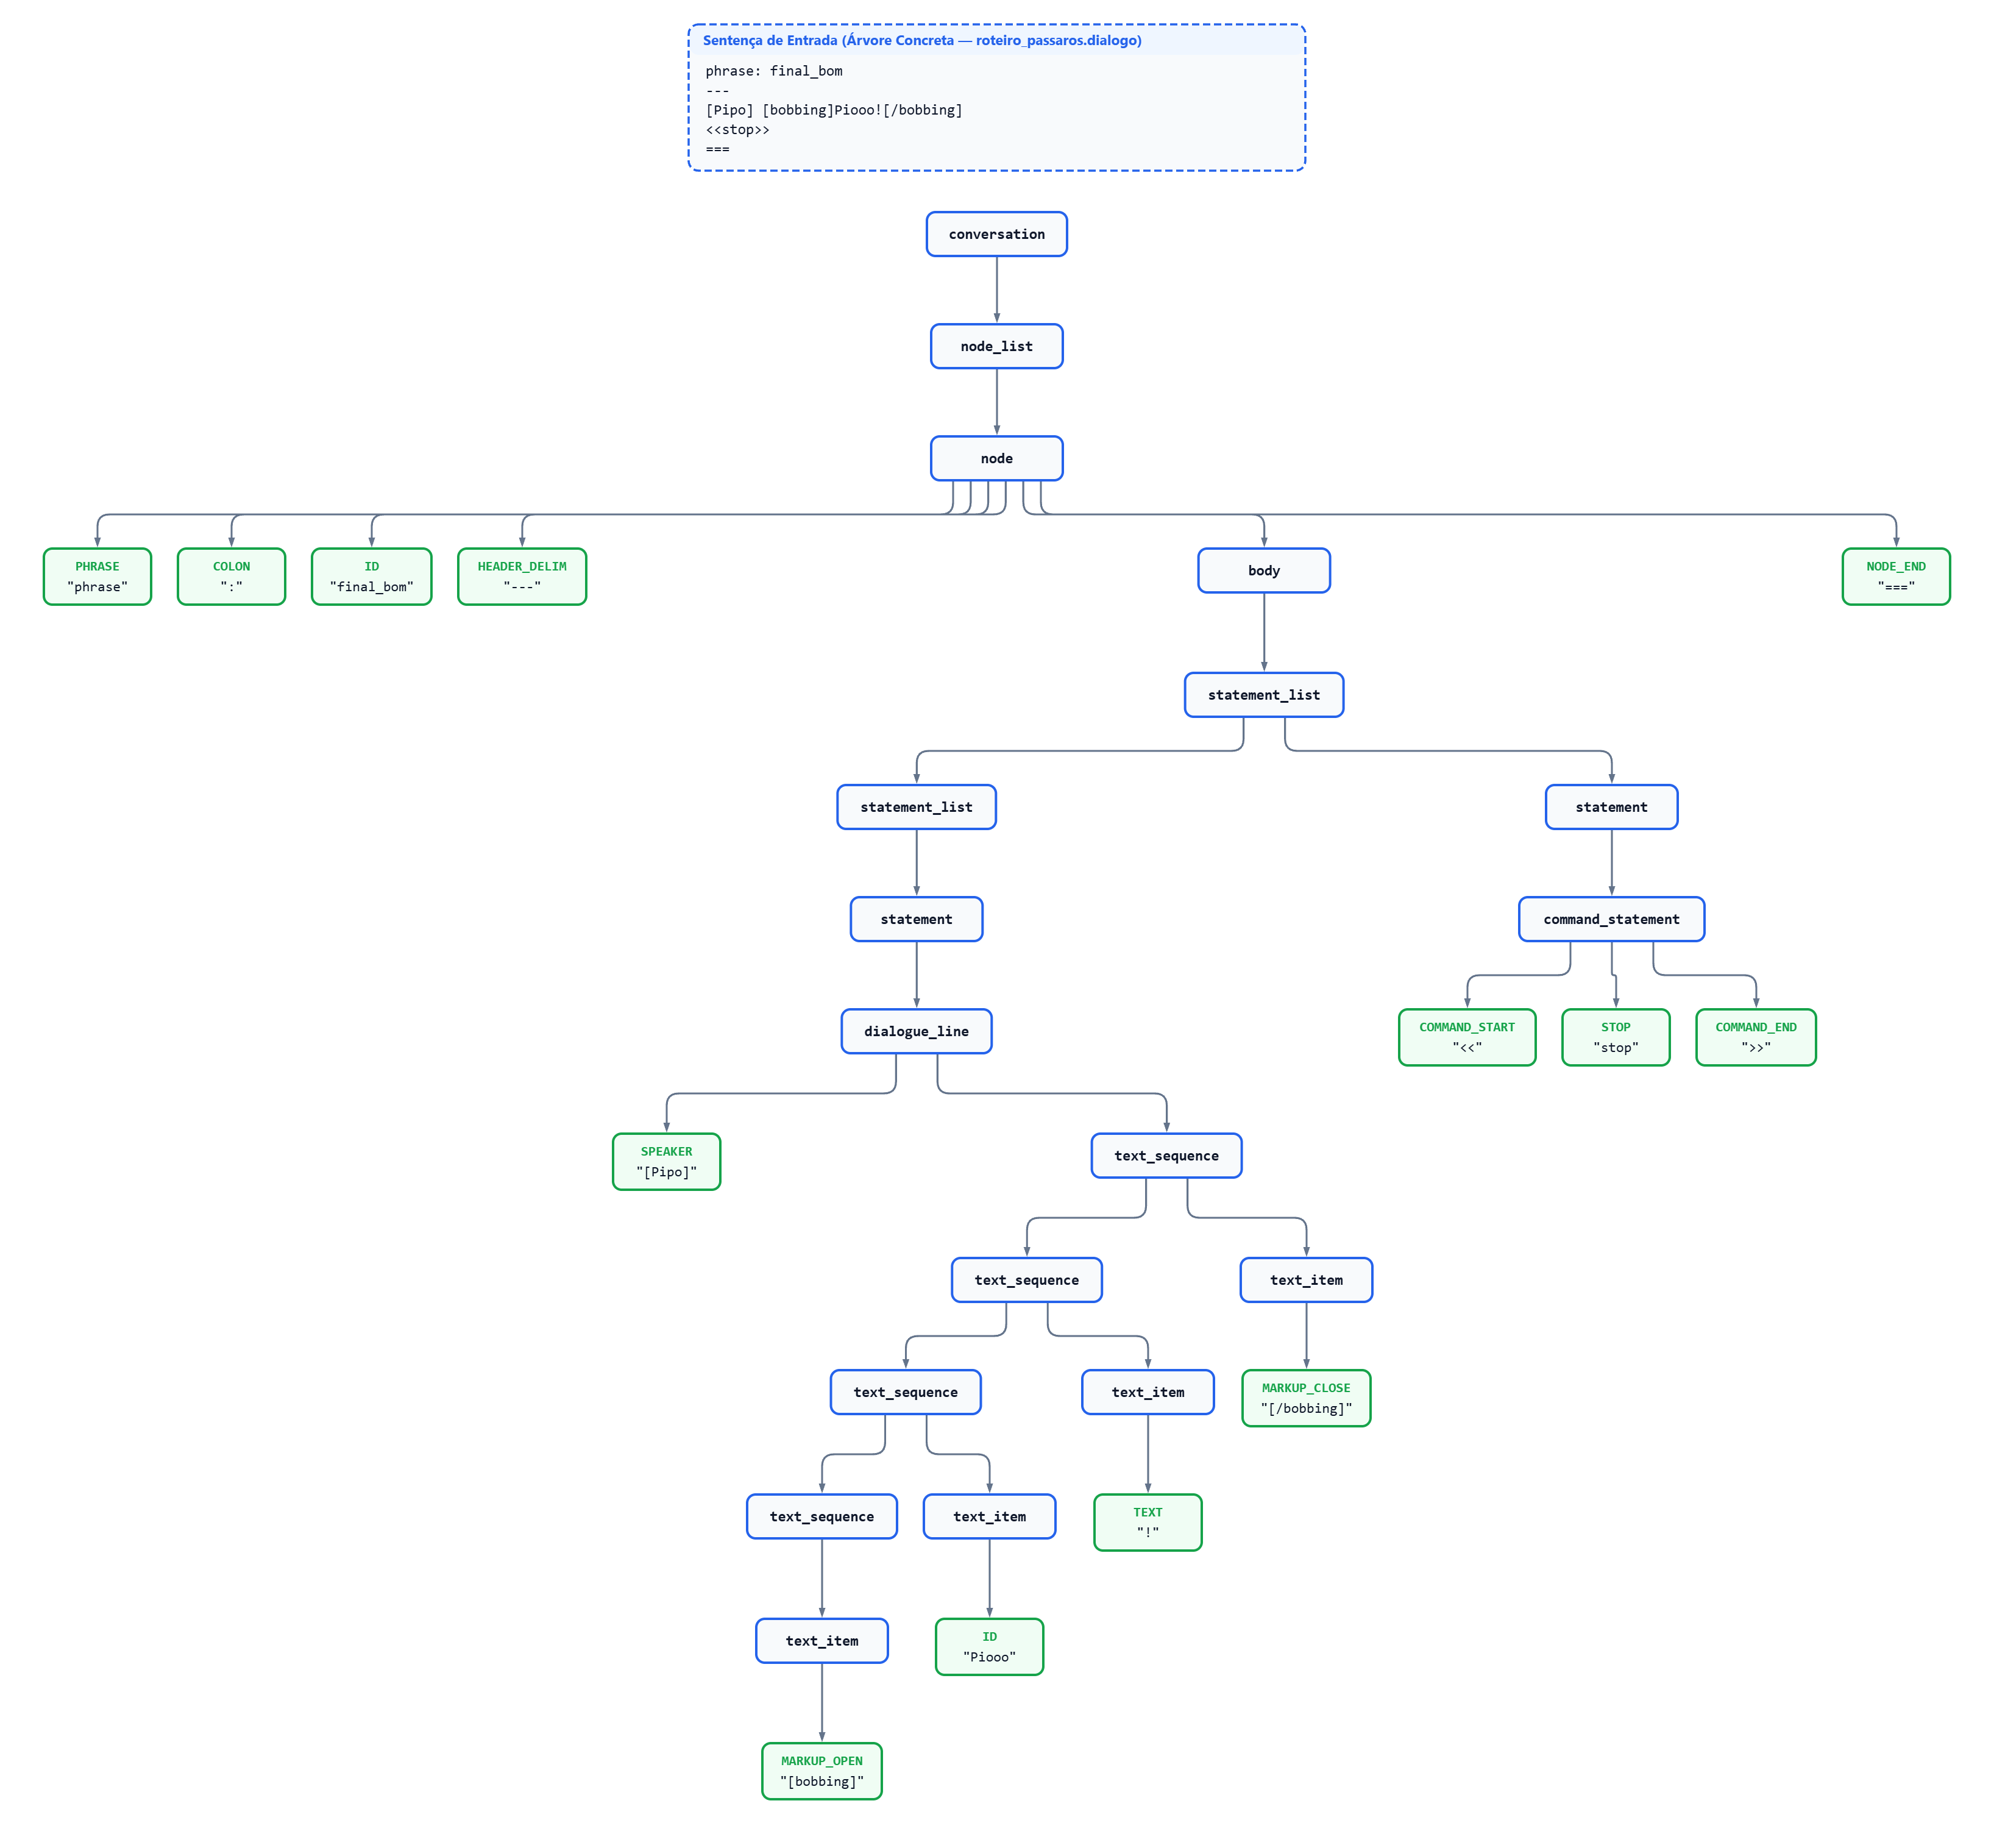 Sentença de Entrada (Árvore Concreta — roteiro_passaros.dialogo)
phrase: final_bom
---
[Pipo] [bobbing]Piooo![/bobbing]
<<stop>>
===
conversation
node_list
node
PHRASE
"phrase"
COLON
":"
ID
"final_bom"
HEADER_DELIM
"---"
body
NODE_END
"==="
statement_list
statement_list
statement
statement
command_statement
dialogue_line
COMMAND_START
"<<"
STOP
"stop"
COMMAND_END
">>"
SPEAKER
"[Pipo]"
text_sequence
text_sequence
text_item
text_sequence
text_item
MARKUP_CLOSE
"[/bobbing]"
text_sequence
text_item
TEXT
"!"
text_item
ID
"Piooo"
MARKUP_OPEN
"[bobbing]"